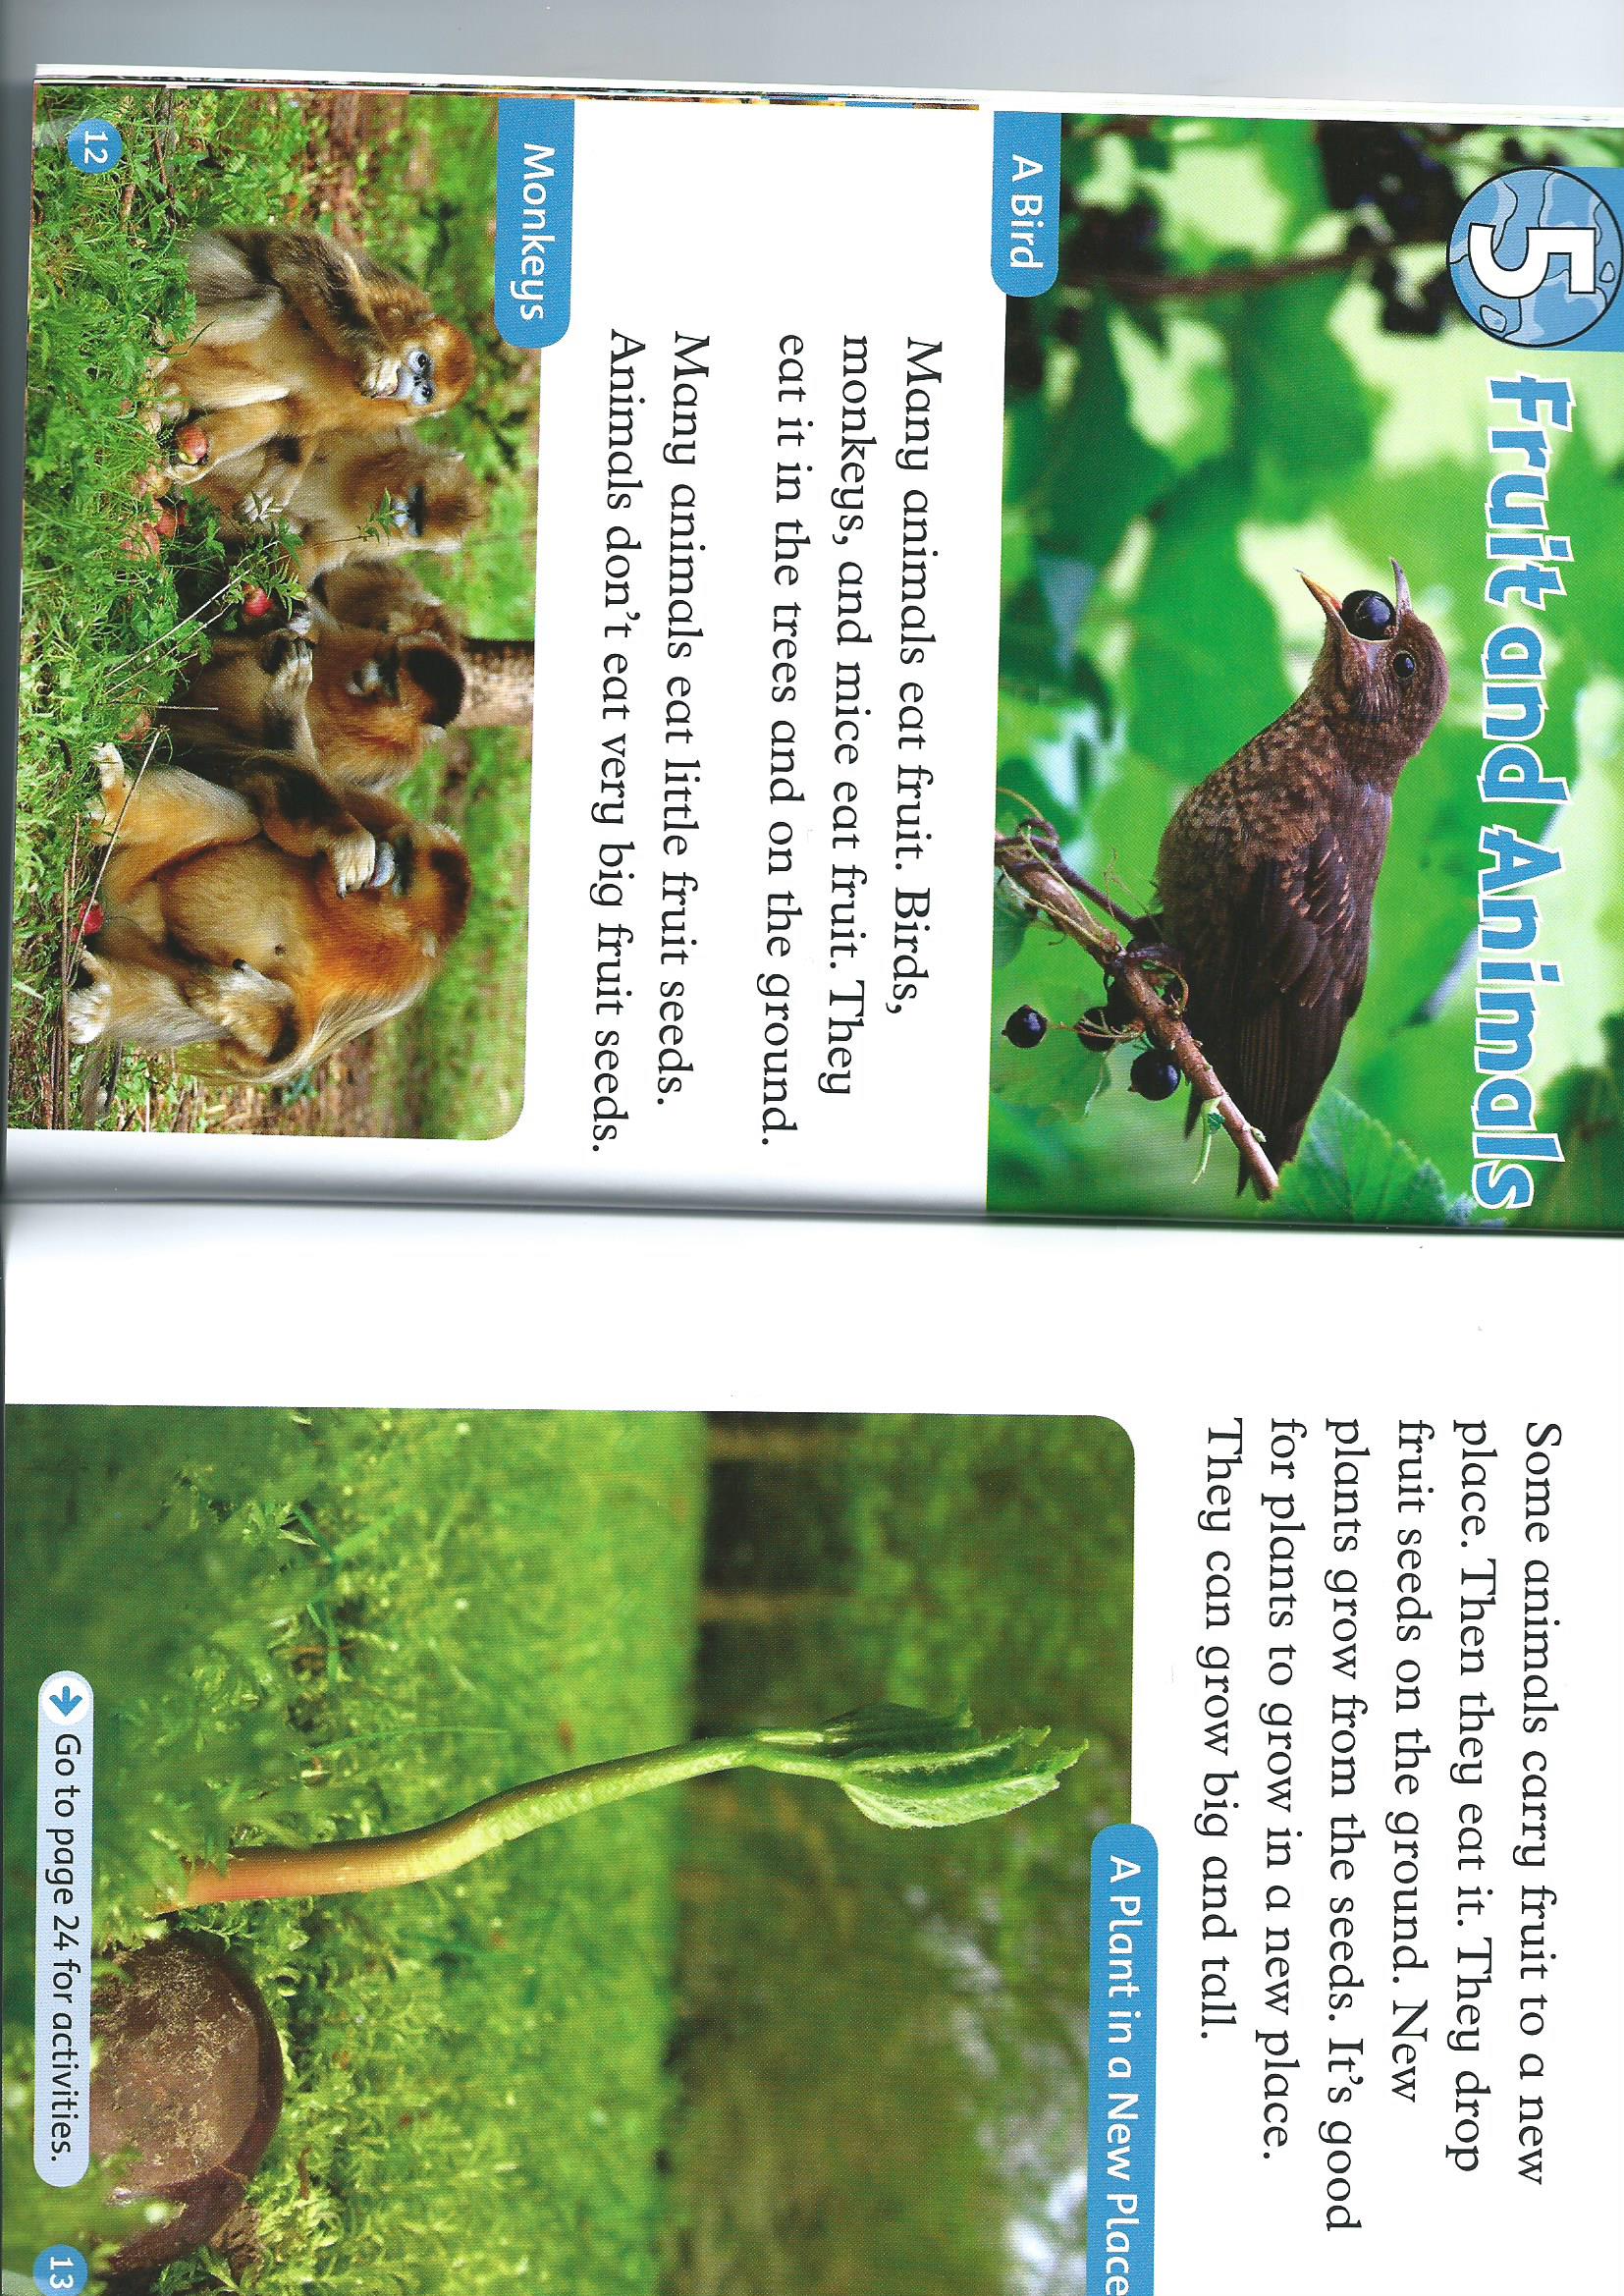 5
Fruit and Animals
A Bird
Many animals eat fruit. Birds,
monkeys, and mice eat fruit. They
eat it in the trees and on the ground.
Many animals eat little fruit seeds.
Animals don't eat very big fruit seeds.
Monkeys
12
Some animals carry fruit to a new
place. Then they eat it. They drop
fruit seeds on the ground. New
plants grow from the seeds. It's good
for plants to grow in a new place.
They can grow big and tall.
A Plant in a New Place
Go to page 24 for activities.
13